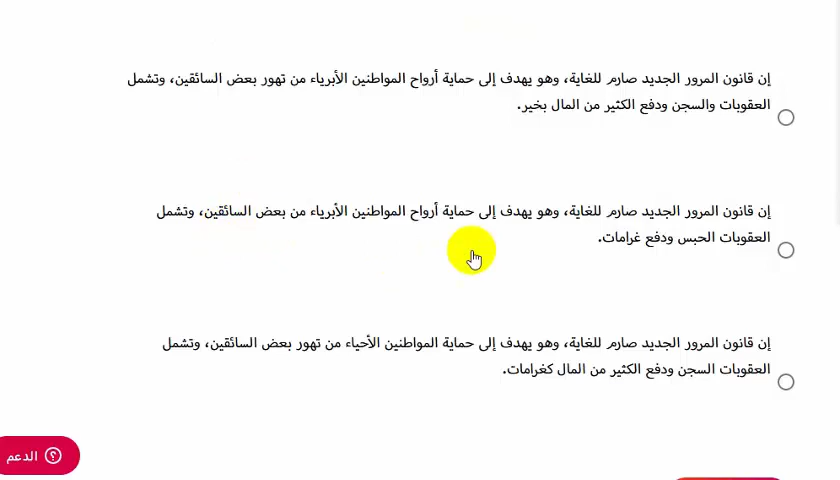 إن قانون المرور الجديد صارم للغاية، وهو يهدف إلى حماية أرواح المواطنين الأبرياء من تهور بعض السائقين، وتشمل
العقوبات والسجن ودفع الكثير من المال بخير.
إن قانون المرور الجديد صارم للغاية، وهو يهدف إلى حماية أرواح المواطنين الأبرياء من بعض السائقين، وتشمل
العقوبات الحبس ودفع غرامات.
إن قانون المرور الجديد صارم للغاية، وهو يهدف إلى حماية المواطنين الأحياء من تهور بعض السائقين، وتشمل
العقوبات السجن ودفع الكثير من المال كغرامات.
الدعم